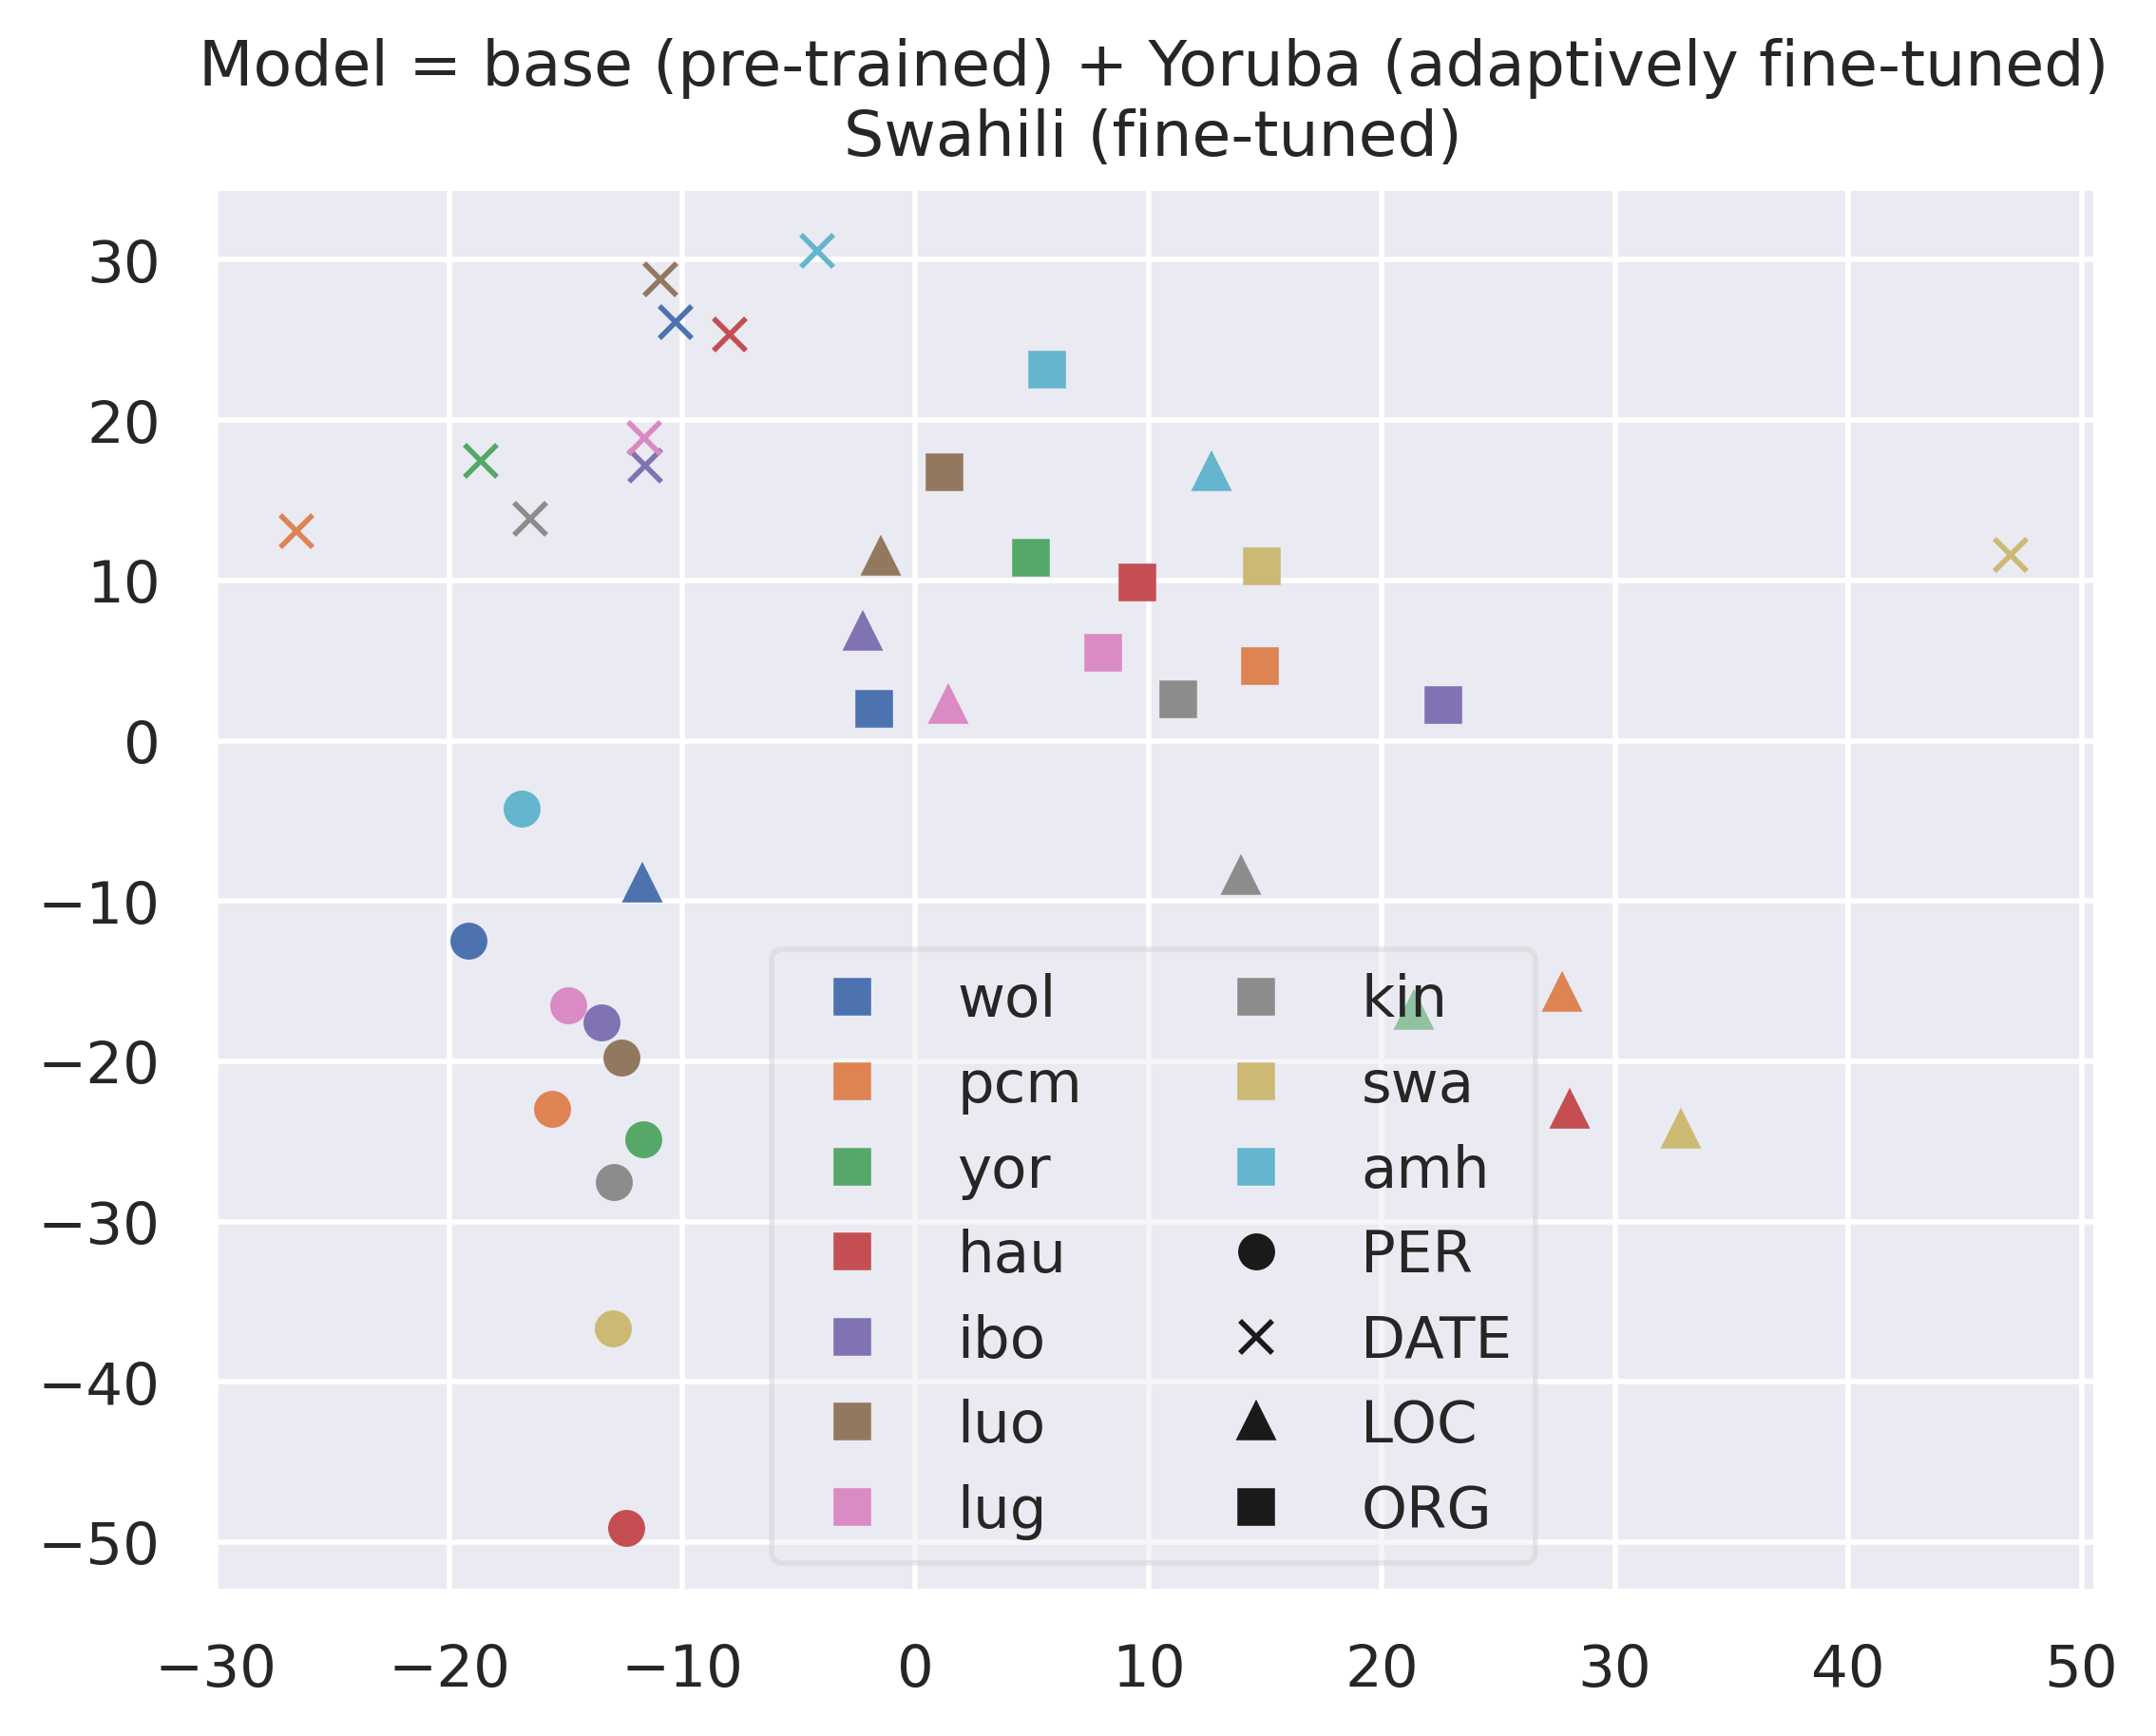 Model = base (pre-trained) + Yoruba (adaptively fine-tuned)
Swahili (fine-tuned)
30
20
10
0
−10
−20
−30
−40
−50
wol
pcm
yor
hau
ibo
luo
lug
kin
swa
amh
PER
DATE
LOC
ORG
−30 −20 −10 0 10 20 30 40 50